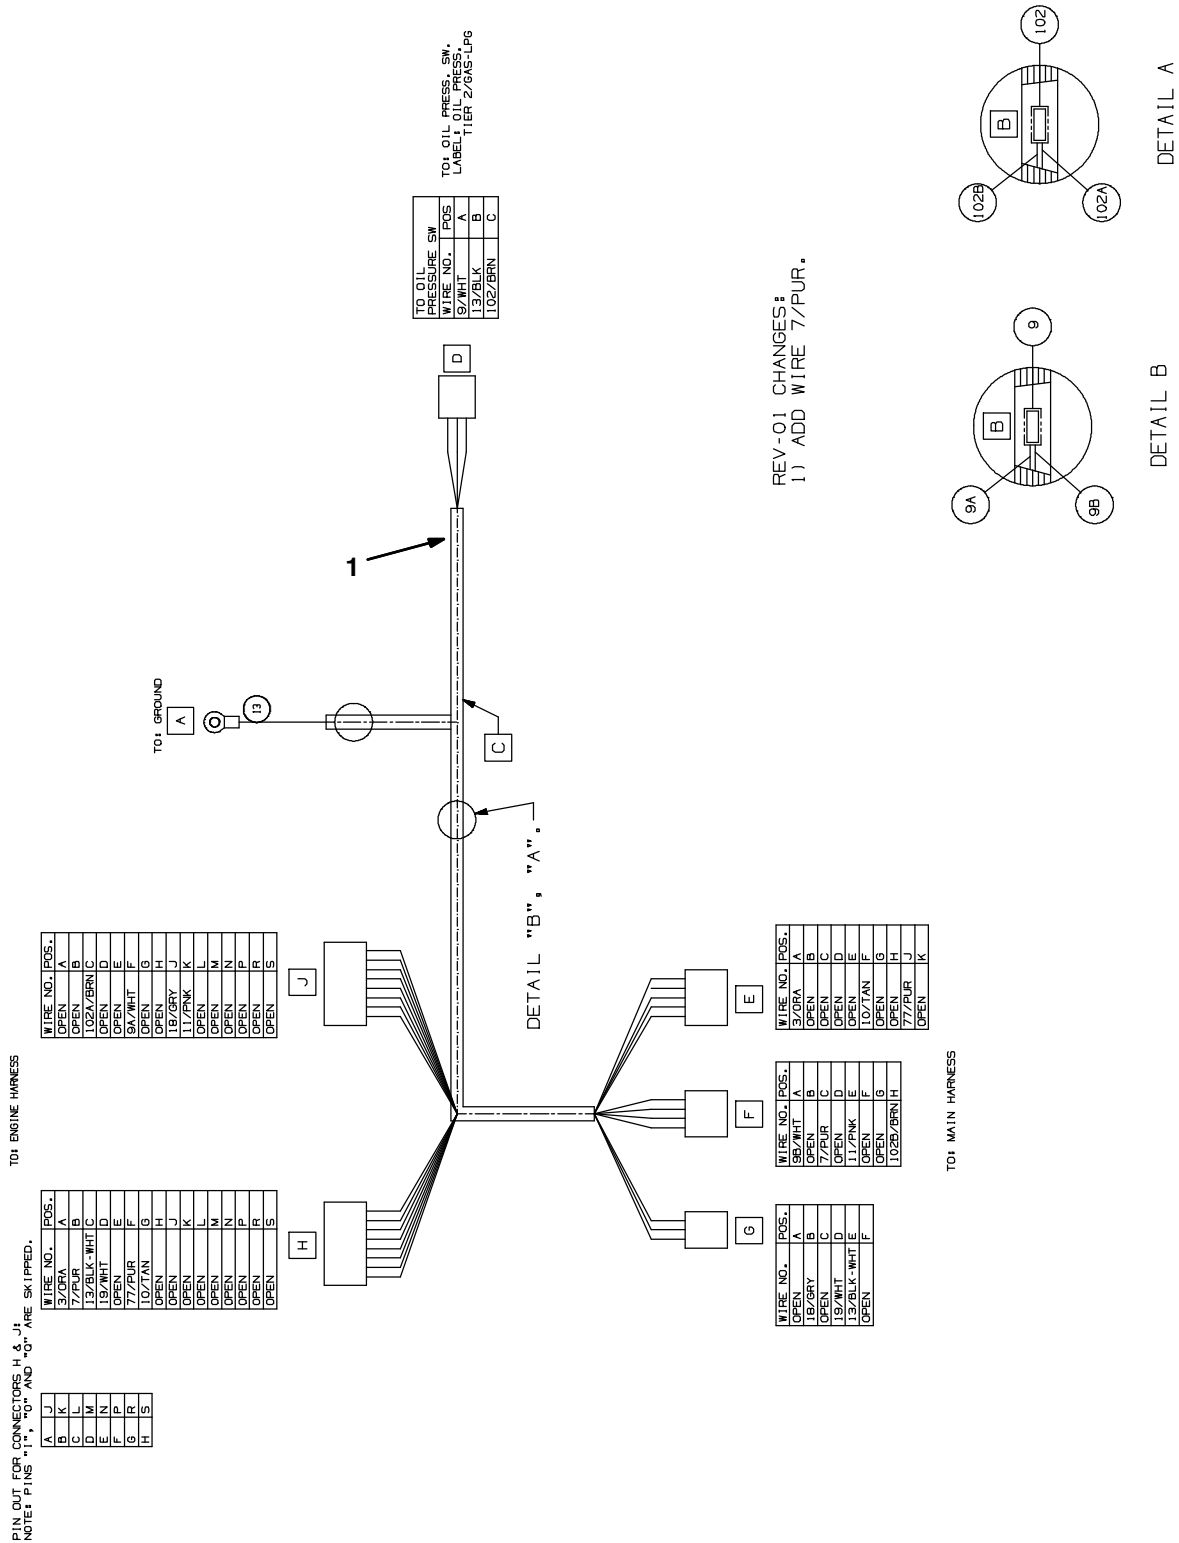 PIN OUT FOR CONNECTORS H & J:
NOTE: PINS "I", "O" AND "Q" ARE SKIPPED.
A J
B K
C L
D M
E N
F P
G R
H S
TO: ENGINE HARNESS
WIRE NO. POS.
3/ORA A
7/PUR B
13/BLK-WHT C
19/WHT D
OPEN E
77/PUR F
10/TAN G
OPEN H
OPEN J
OPEN K
OPEN L
OPEN M
OPEN N
OPEN P
OPEN R
OPEN S
H
WIRE NO. POS.
OPEN A
OPEN B
102A/BRN C
OPEN D
OPEN E
9A/WHT F
OPEN G
OPEN H
18/GRY J
11/PNK K
OPEN L
OPEN M
OPEN N
OPEN P
OPEN R
OPEN S
J
TO: GROUND
A
13
1
C
DETAIL "B", "A".
TO OIL
PRESSURE SW
WIRE NO. POS
9/WHT A
13/BLK B
102/BRN C
D
TO: OIL PRESS. SW.
LABEL: OIL PRESS.
TIER 2/GAS-LPG
G
WIRE NO. POS.
OPEN A
18/GRY B
OPEN C
19/WHT D
13/BLK-WHT E
OPEN F
F
WIRE NO. POS.
9B/WHT A
OPEN B
7/PUR C
OPEN D
11/PNK E
OPEN F
OPEN G
102B/BRN H
E
WIRE NO. POS.
3/ORA A
OPEN B
OPEN C
OPEN D
OPEN E
10/TAN F
OPEN G
OPEN H
77/PUR J
OPEN K
TO: MAIN HARNESS
REV-01 CHANGES:
1) ADD WIRE 7/PUR.
9A
B
9
9B
DETAIL B
102B
B
102
102A
DETAIL A